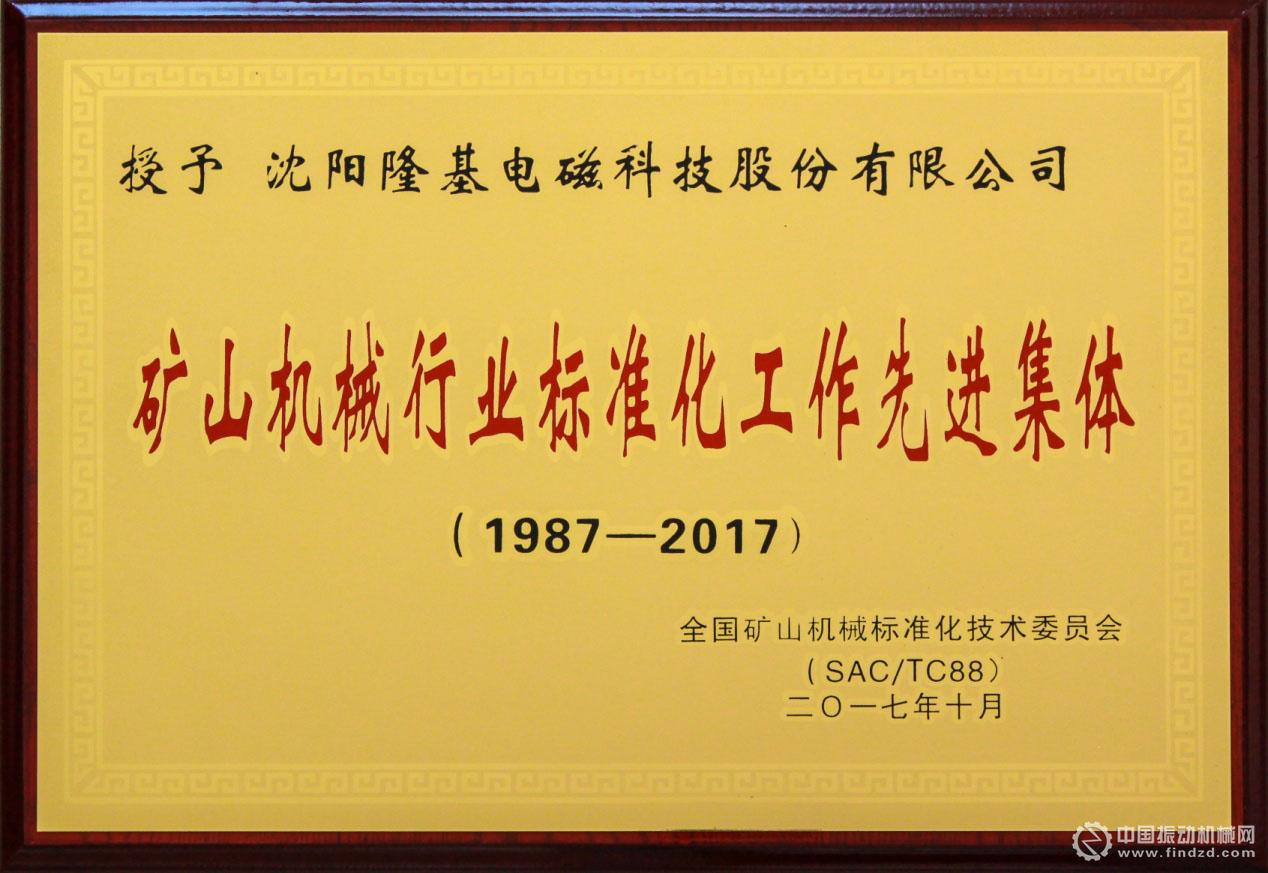 授予 沈阳隆基电磁科技股份有限公司
矿山机械行业标准化工作先进集体
（1987—2017）
全国矿山机械标准化技术委员会
（SAC/TC88）
二〇一七年十月
中国振动机械网
www.findzd.com